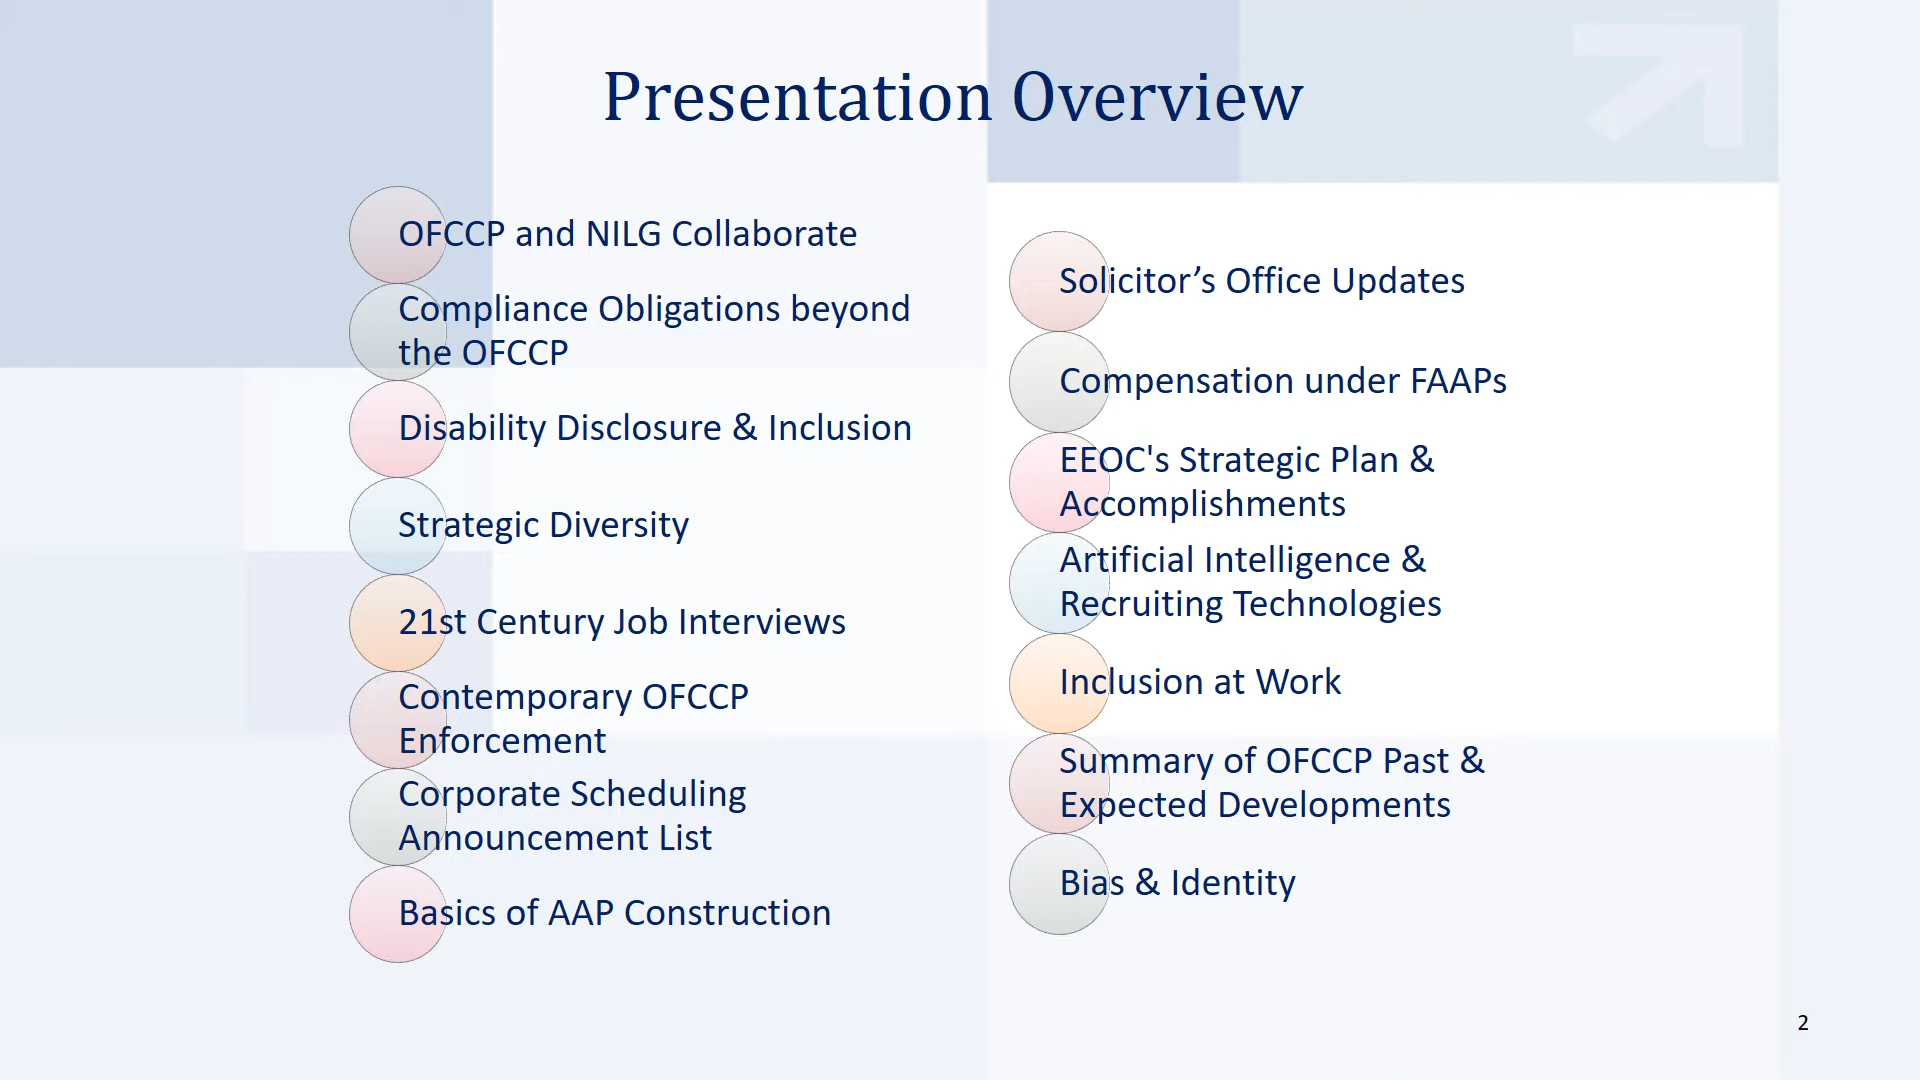 Presentation Overview
OFCCP and NILG Collaborate
Compliance Obligations beyond
the OFCCP
Disability Disclosure & Inclusion
Strategic Diversity
21st Century Job Interviews
Contemporary OFCCP
Enforcement
Corporate Scheduling
Announcement List
Basics of AAP Construction
Solicitor’s Office Updates
Compensation under FAAPs
EEOC's Strategic Plan &
Accomplishments
Artificial Intelligence &
Recruiting Technologies
Inclusion at Work
Summary of OFCCP Past &
Expected Developments
Bias & Identity
2